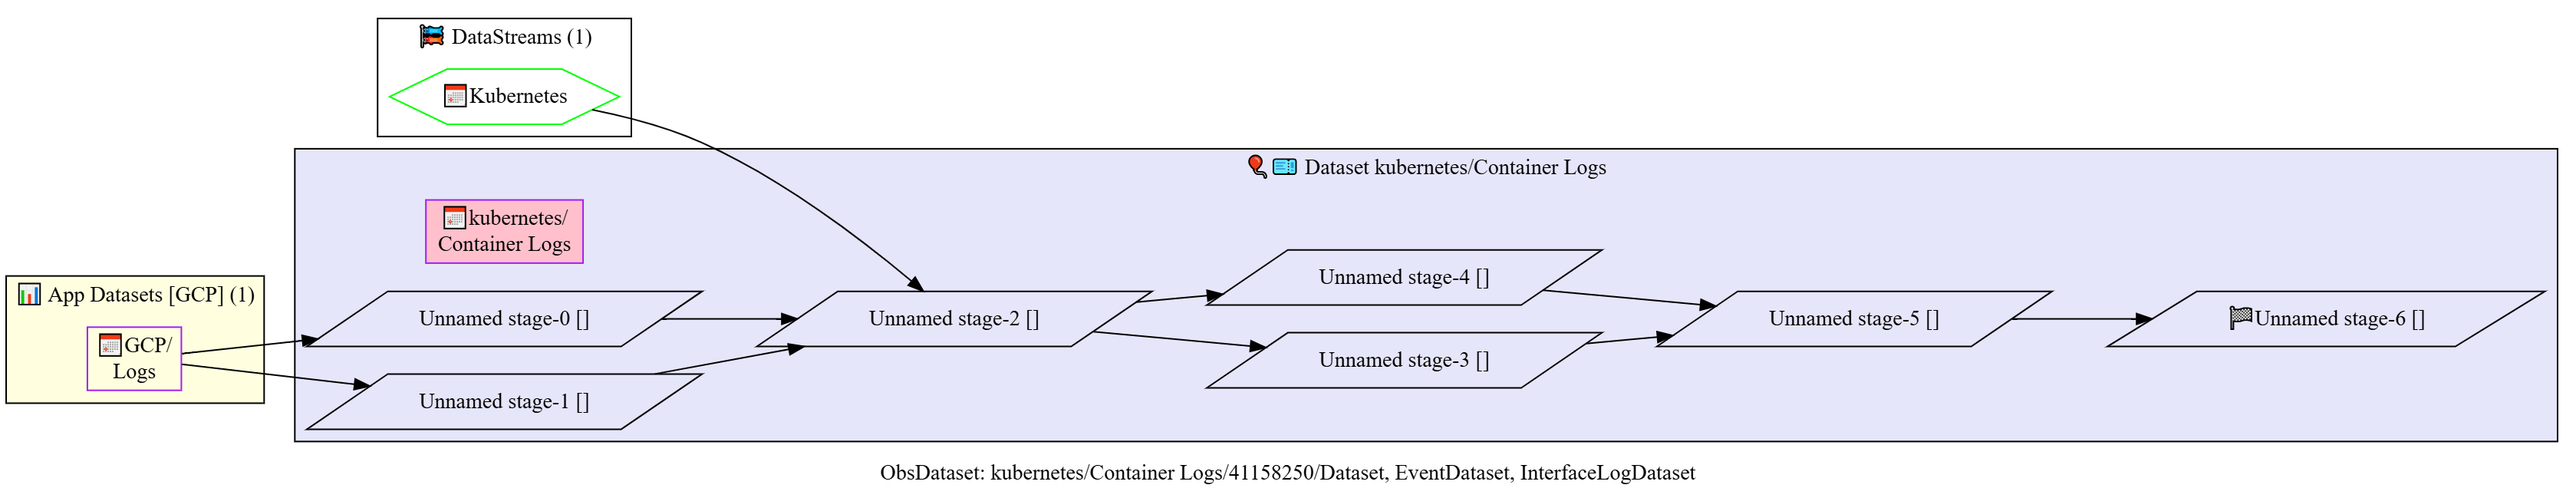 DataStreams (1)
Kubernetes
Dataset kubernetes/Container Logs
kubernetes/
Container Logs
App Datasets [GCP] (1)
GCP/
Logs
Unnamed stage-0 []
Unnamed stage-1 []
Unnamed stage-2 []
Unnamed stage-4 []
Unnamed stage-3 []
Unnamed stage-5 []
Unnamed stage-6 []
ObsDataset: kubernetes/Container Logs/41158250/Dataset, EventDataset, InterfaceLogDataset